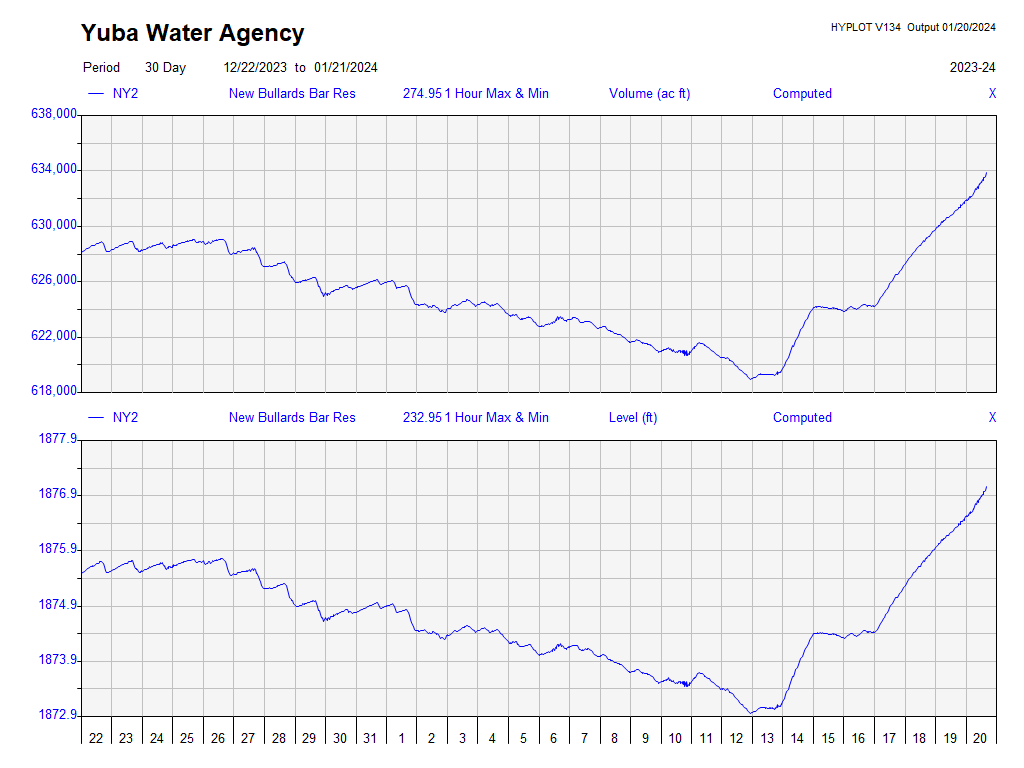 Yuba Water Agency
HYPLOT V134 Output 01/20/2024
Period 30 Day 12/22/2023 to 01/21/2024 2023-24
NY2 New Bullards Bar Res 274.95 1 Hour Max & Min Volume (ac ft) Computed X
638,000
634,000
630,000
626,000
622,000
618,000
NY2 New Bullards Bar Res 232.95 1 Hour Max & Min Level (ft) Computed X
1877.9
1876.9
1875.9
1874.9
1873.9
1872.9
22 23 24 25 26 27 28 29 30 31 1 2 3 4 5 6 7 8 9 10 11 12 13 14 15 16 17 18 19 20